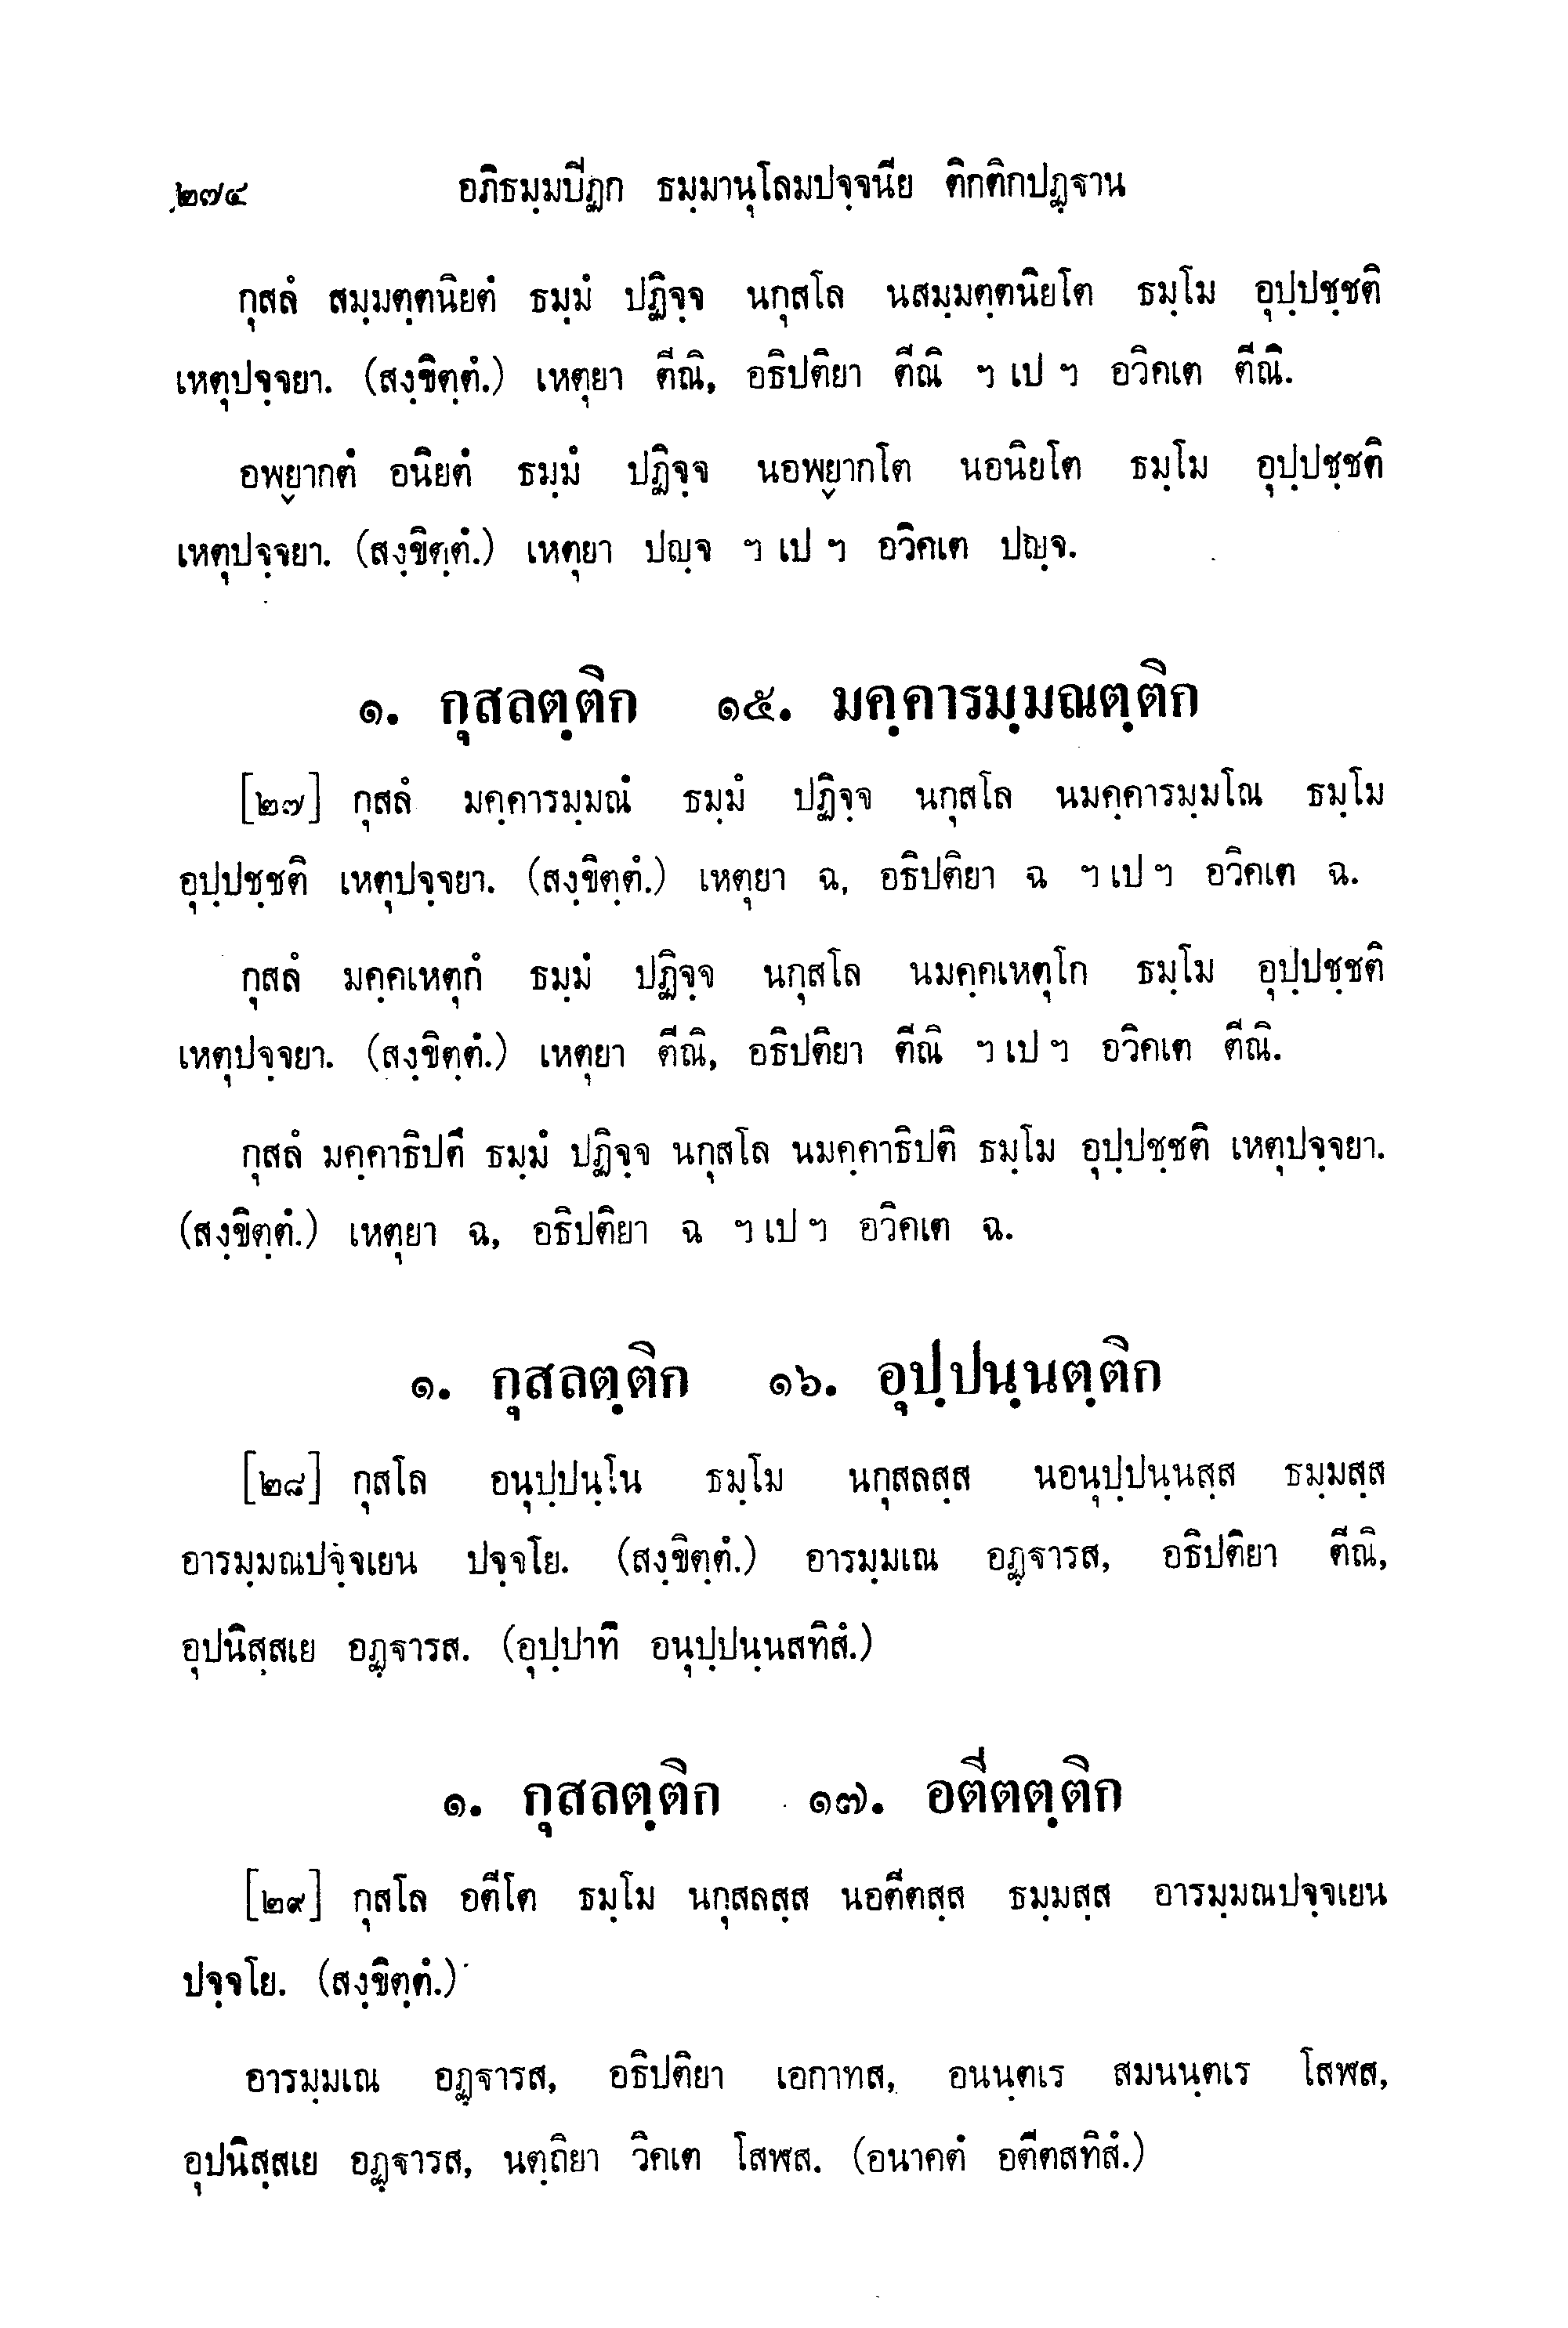 ๒๗๔ อภิธมฺมปิฏก ธมฺมานุโลมปจฺจนีย ติกติกปฏฺฐาน
กุสลํ สมฺมตฺตนิยตํ ธมฺมํ ปฏิจฺจ นกุสโล นสมฺมตฺตนิยโต ธมฺโม อุปฺปชฺชติ
เหตุปจฺจยา. (สงฺขิตฺตํ.) เหตุยา ตีณิ, อธิปติยา ตีณิ ฯ เป ฯ อวิคเต ตีณิ.
อพฺยากตํ อนิยตํ ธมฺมํ ปฏิจฺจ นอพฺยากโต นอนิยโต ธมฺโม อุปฺปชฺชติ
เหตุปจฺจยา. (สงฺขิตฺตํ.) เหตุยา ปญฺจ ฯ เป ฯ อวิคเต ปญฺจ.
๑. กุสลตฺติก ๑๕. มคฺคารมฺมณตฺติก
[๒๗] กุสลํ มคฺคารมฺมณํ ธมฺมํ ปฏิจฺจ นกุสโล นมคฺคารมฺมโณ ธมฺโม
อุปฺปชฺชติ เหตุปจฺจยา. (สงฺขิตฺตํ.) เหตุยา ฉ, อธิปติยา ฉ ฯ เป ฯ อวิคเต ฉ.
กุสลํ มคฺคเหตุกํ ธมฺมํ ปฏิจฺจ นกุสโล นมคฺคเหตุโก ธมฺโม อุปฺปชฺชติ
เหตุปจฺจยา. (สงฺขิตฺตํ.) เหตุยา ตีณิ, อธิปติยา ตีณิ ฯ เป ฯ อวิคเต ตีณิ.
กุสลํ มคฺคาธิปตึ ธมฺมํ ปฏิจฺจ นกุสโล นมคฺคาธิปติ ธมฺโม อุปฺปชฺชติ เหตุปจฺจยา.
(สงฺขิตฺตํ.) เหตุยา ฉ, อธิปติยา ฉ ฯ เป ฯ อวิคเต ฉ.
๑. กุสลตฺติก ๑๖. อุปฺปนฺนตฺติก
[๒๘] กุสโล อนุปฺปนฺโน ธมฺโม นกุสลสฺส นอนุปฺปนฺนสฺส ธมฺมสฺส
อารมฺมณปจฺจเยน ปจฺจโย. (สงฺขิตฺตํ.) อารมฺมเณ อฏฺฐารส, อธิปติยา ตีณิ,
อุปนิสฺสเย อฏฺฐารส. (อุปฺปาที อนุปฺปนฺนสทิสํ.)
๑. กุสลตฺติก ๑๗. อตีตตฺติก
[๒๙] กุสโล อตีโต ธมฺโม นกุสลสฺส นอตีตสฺส ธมฺมสฺส อารมฺมณปจฺจเยน
ปจฺจโย. (สงฺขิตฺตํ.)
อารมฺมเณ อฏฺฐารส, อธิปติยา เอกาทส, อนนฺตเร สมนนฺตเร โสฬส,
อุปนิสฺสเย อฏฺฐารส, นตฺถิยา วิคเต โสฬส. (อนาคตํ อตีตสทิสํ.)